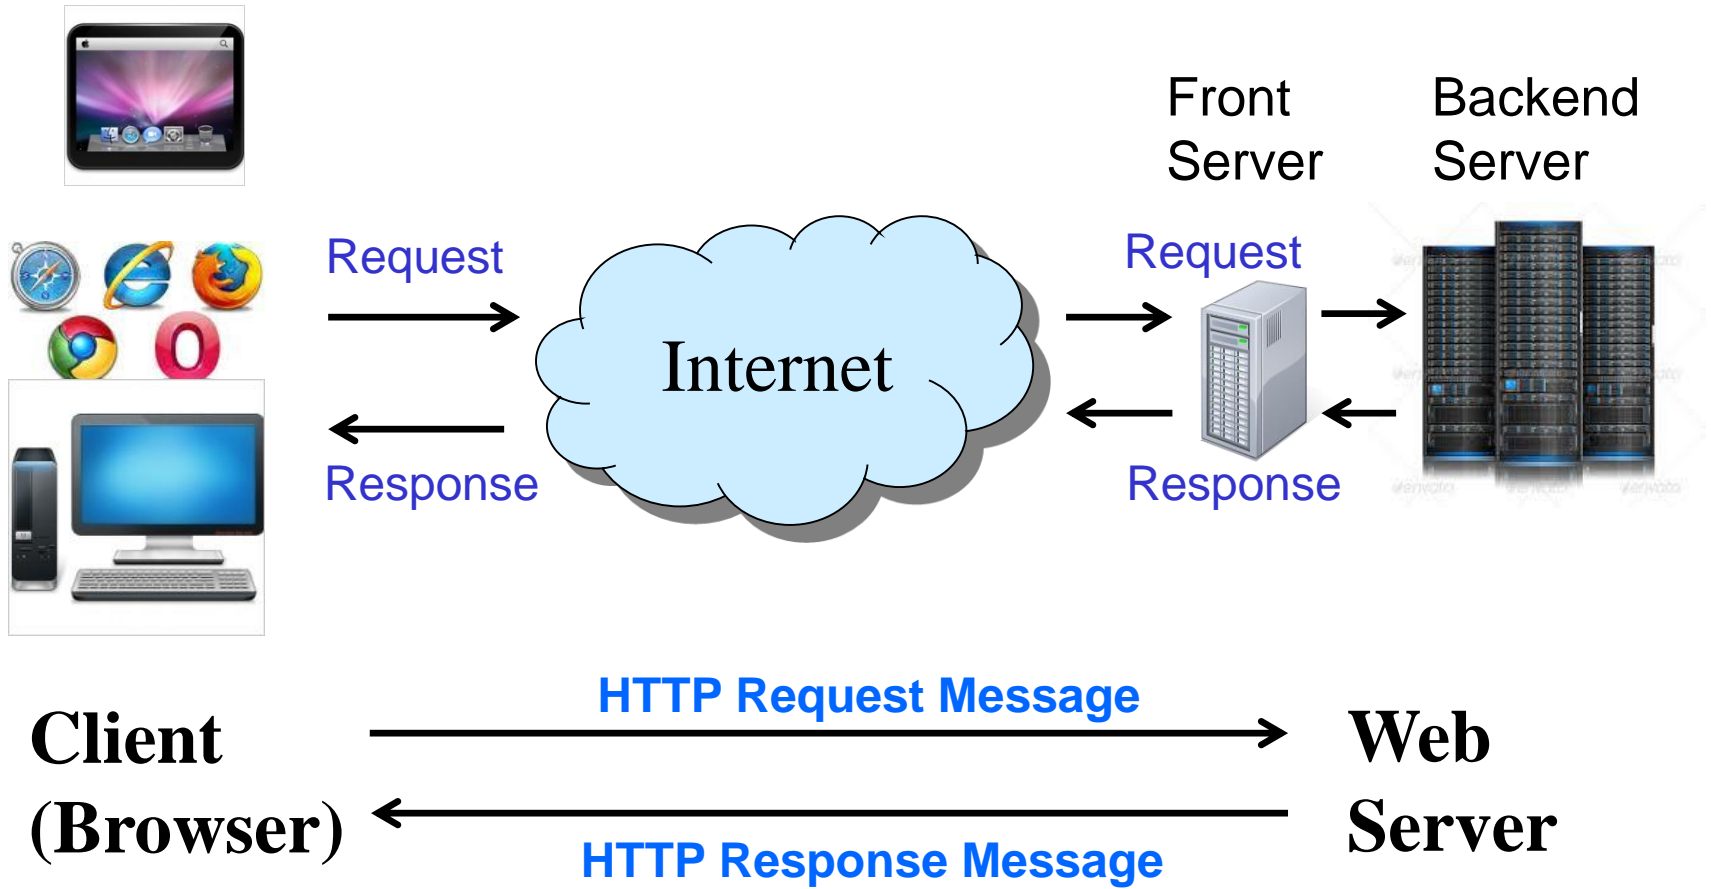 Front
Server
Backend
Server
Request
Request
Internet
Response
Response
HTTP Request Message
Client
(Browser)
Web
Server
HTTP Response Message